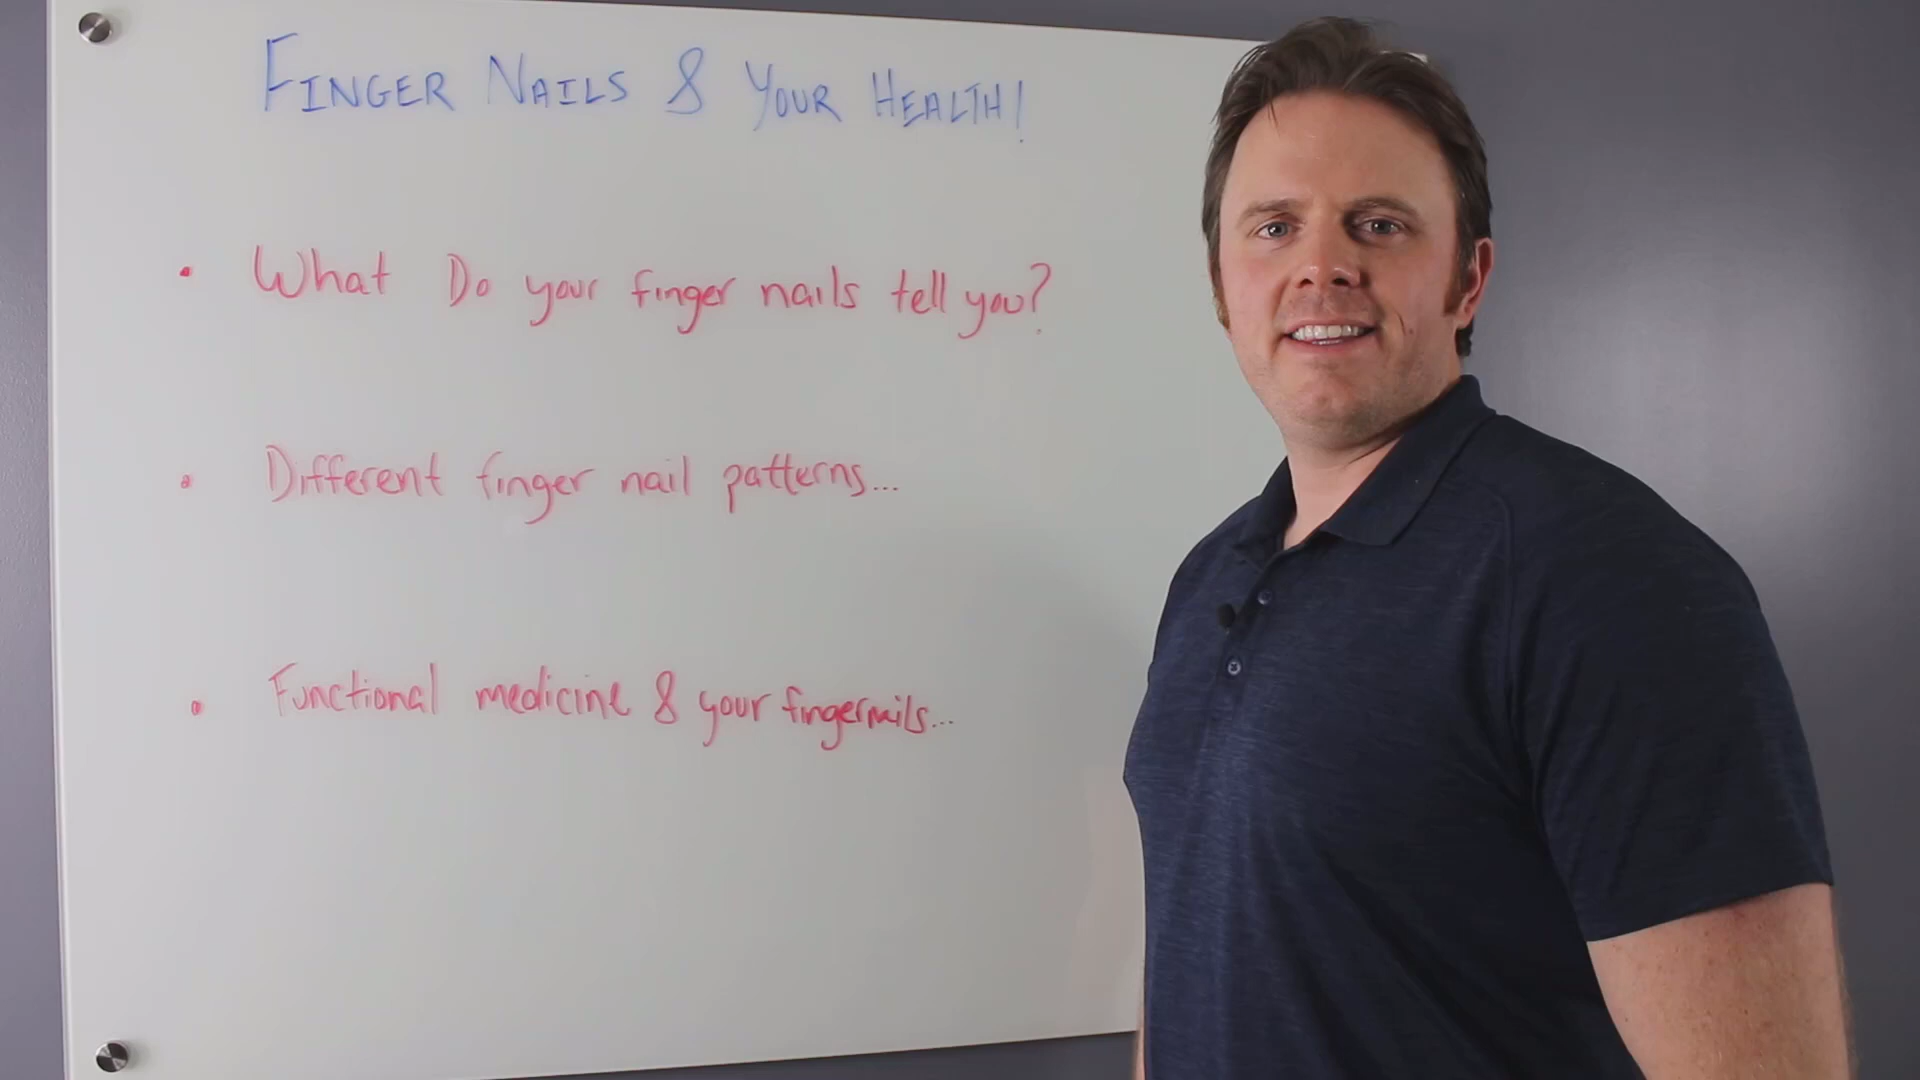 FINGER NAILS & YOUR HEALTH!
• What Do your finger nails tell you?
• Different finger nail patterns...
• Functional medicine & your fingernails...